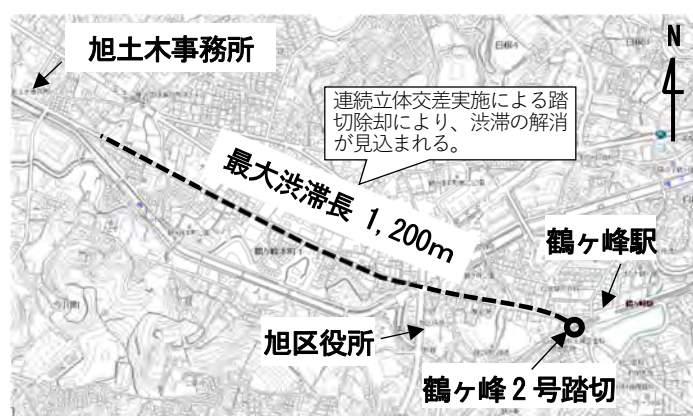 旭土木事務所
N
連続立体交差実施による踏
切除却により、渋滞の解消
が見込まれる。
最大渋滞長 1,200m
鶴ヶ峰駅
旭区役所
鶴ヶ峰2号踏切